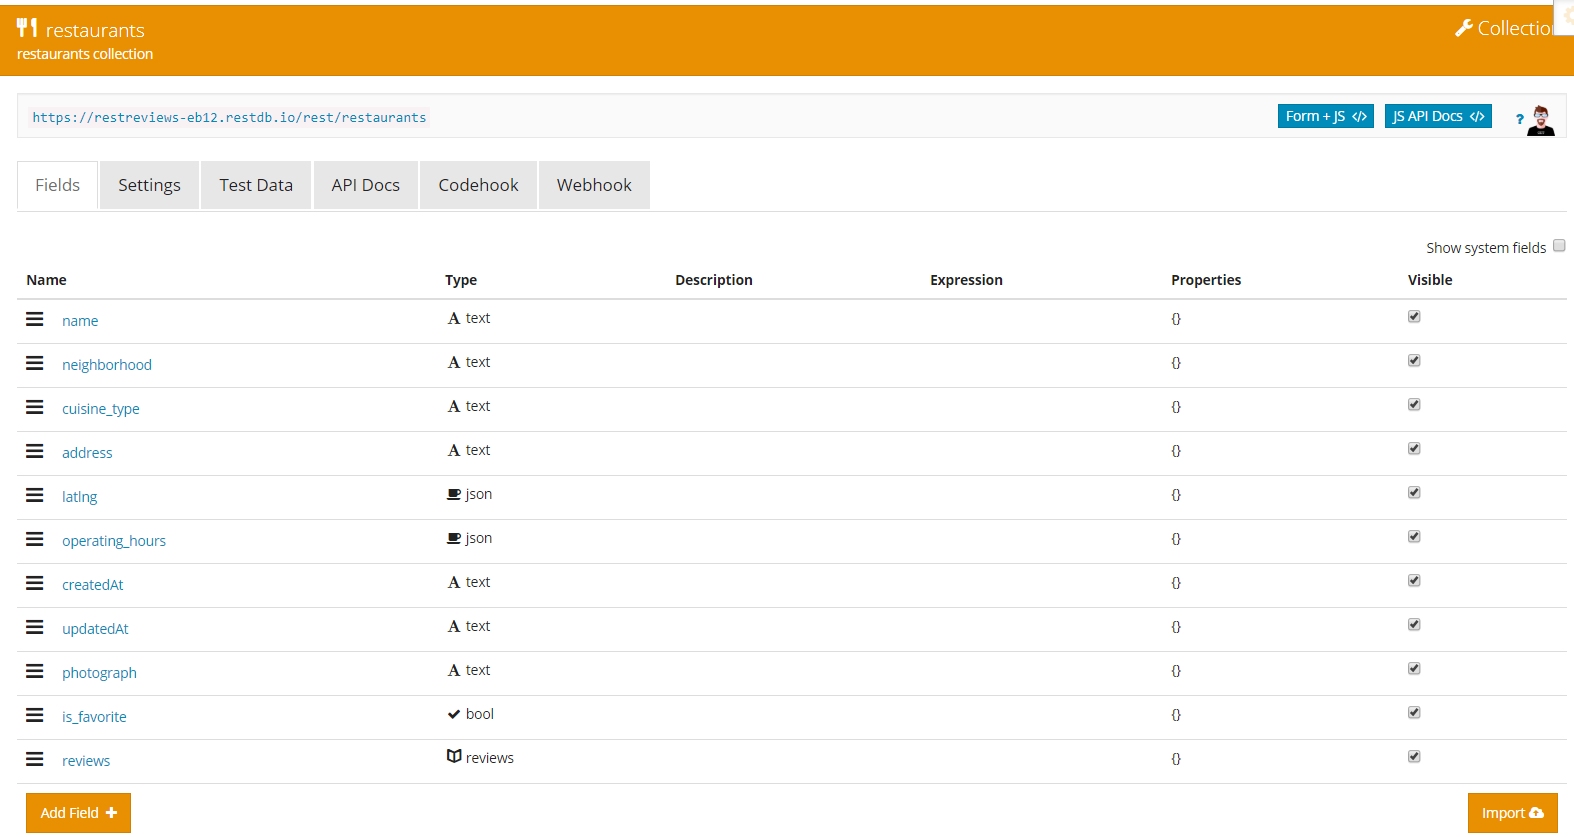 restaurants
Collection
restaurants collection
https://restreviews-eb12.restdb.io/rest/restaurants
Form + JS </>
JS API Docs </>
?
Fields Settings Test Data API Docs Codehook Webhook
Show system fields
Name Type Description Expression Properties Visible
name A text {}
neighborhood A text {}
cuisine_type A text {}
address A text {}
latlng json {}
operating_hours json {}
createdAt A text {}
updatedAt A text {}
photograph A text {}
is_favorite bool {}
reviews reviews {}
Add Field +
Import